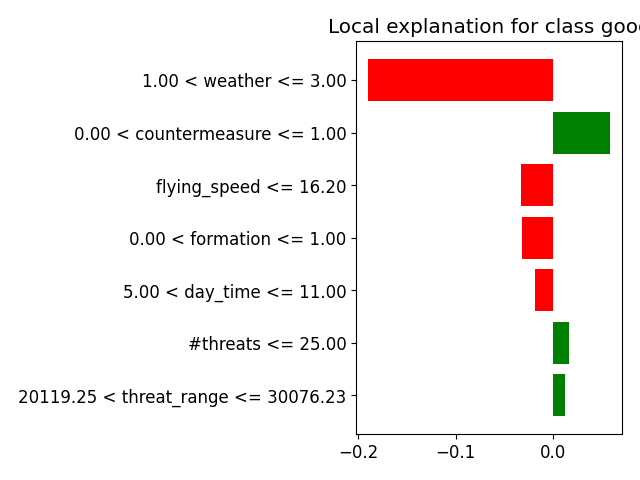 Local explanation for class good
1.00 < weather <= 3.00
0.00 < countermeasure <= 1.00
flying_speed <= 16.20
0.00 < formation <= 1.00
5.00 < day_time <= 11.00
#threats <= 25.00
20119.25 < threat_range <= 30076.23
−0.2 −0.1 0.0